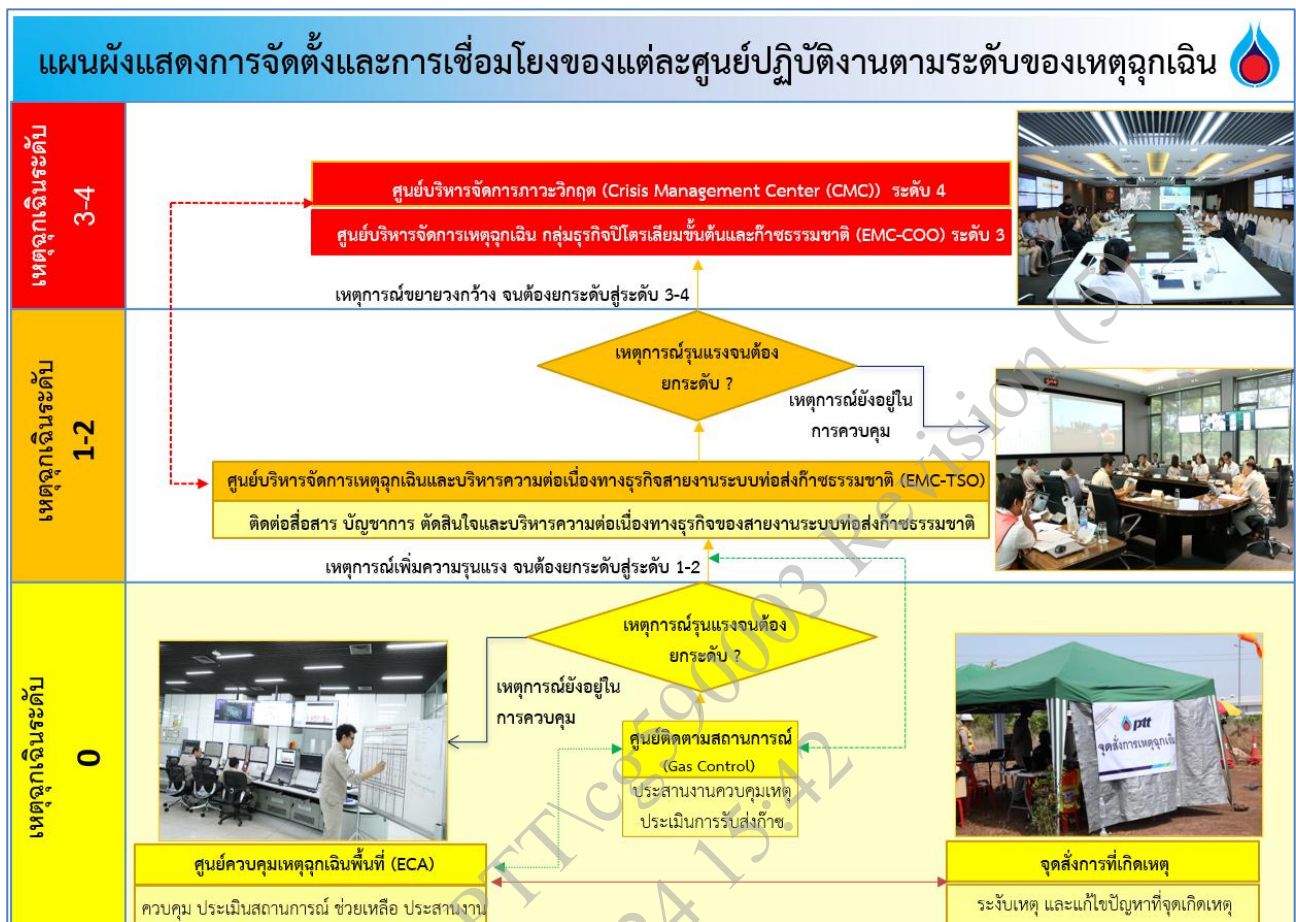 แผนผังแสดงการจัดตั้งและการเชื่อมโยงของแต่ละศูนย์ปฏิบัติงานตามระดับของเหตุฉุกเฉิน
เหตุฉุกเฉินระดับ
3-4
ศูนย์บริหารจัดการภาวะวิกฤต (Crisis Management Center (CMC)) ระดับ 4
ศูนย์บริหารจัดการเหตุฉุกเฉิน กลุ่มธุรกิจปิโตรเลียมขั้นต้นและก๊าซธรรมชาติ (EMC-COO) ระดับ 3
เหตุการณ์ขยายวงกว้าง จนต้องยกระดับสู่ระดับ 3-4
เหตุฉุกเฉินระดับ
1-2
เหตุการณ์รุนแรงจนต้อง
ยกระดับ ?
เหตุการณ์ยังอยู่ใน
การควบคุม
ศูนย์บริหารจัดการเหตุฉุกเฉินและบริหารความต่อเนื่องทางธุรกิจสายงานระบบท่อส่งก๊าซธรรมชาติ (EMC-TSO)
ติดต่อสื่อสาร บัญชาการ ตัดสินใจและบริหารความต่อเนื่องทางธุรกิจของสายงานระบบท่อส่งก๊าซธรรมชาติ
เหตุการณ์เพิ่มความรุนแรง จนต้องยกระดับสู่ระดับ 1-2
เหตุฉุกเฉินระดับ
0
เหตุการณ์รุนแรงจนต้อง
ยกระดับ ?
เหตุการณ์ยังอยู่ใน
การควบคุม
ศูนย์ติดตามสถานการณ์
(Gas Control)
ประสานงานควบคุมเหตุ
ประเมินการรับส่งก๊าซ
ptt
จุดสั่งการเหตุฉุกเฉิน
ศูนย์ควบคุมเหตุฉุกเฉินพื้นที่ (ECA)
ควบคุม ประเมินสถานการณ์ ช่วยเหลือ ประสานงาน
จุดสั่งการที่เกิดเหตุ
ระงับเหตุ และแก้ไขปัญหาที่จุดเกิดเหตุ
PTT\cg590003 Revision (5)
15:42